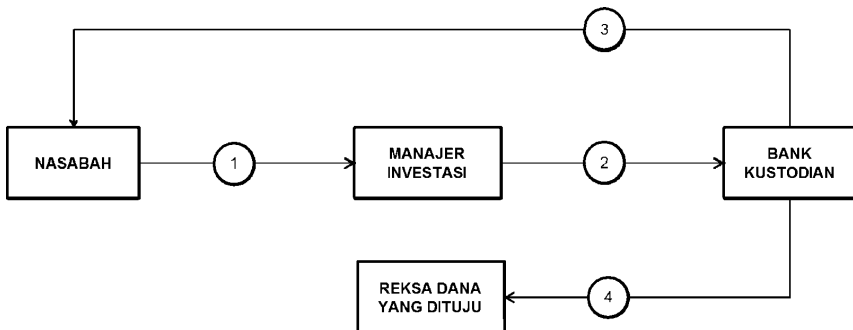 3
NASABAH
1
MANAJER
INVESTASI
2
BANK
KUSTODIAN
REKSA DANA
YANG DITUJU
4